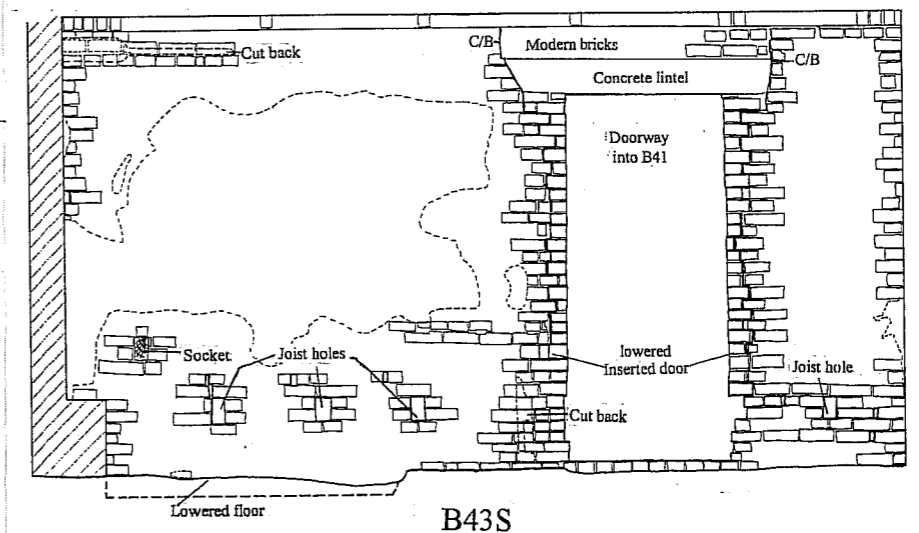 C/B
Modern bricks
Cut back
C/B
Concrete lintel
Doorway
into B41
Socket
Joist holes
lowered
Inserted door
Joist hole
Cut back
Lowered floor
B43S